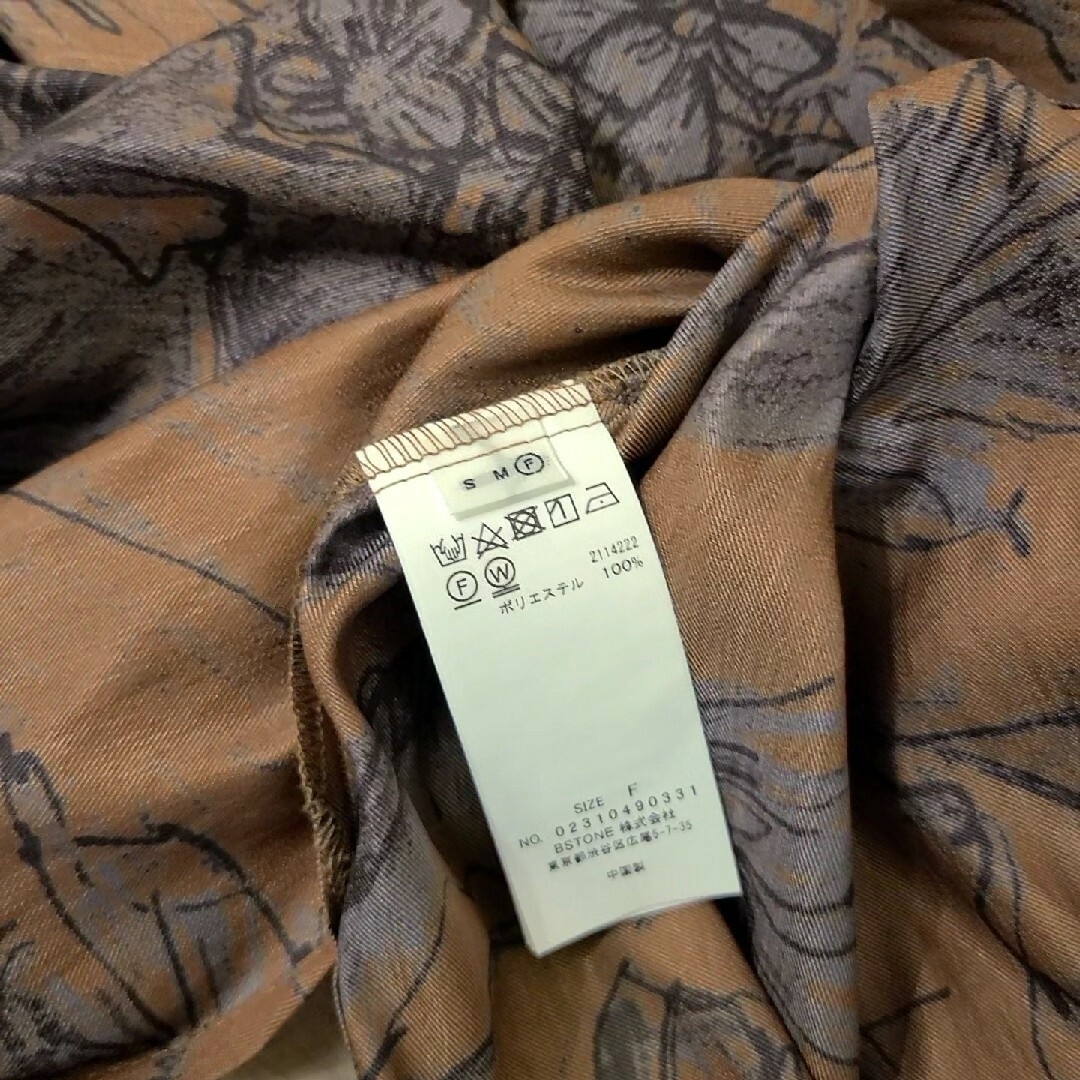 S M F
F W
2114222
ポリエステル 100%
SIZE F
NO. 02310490331
BSTONE 株式会社
東京都渋谷区広尾5-7-35
中国製